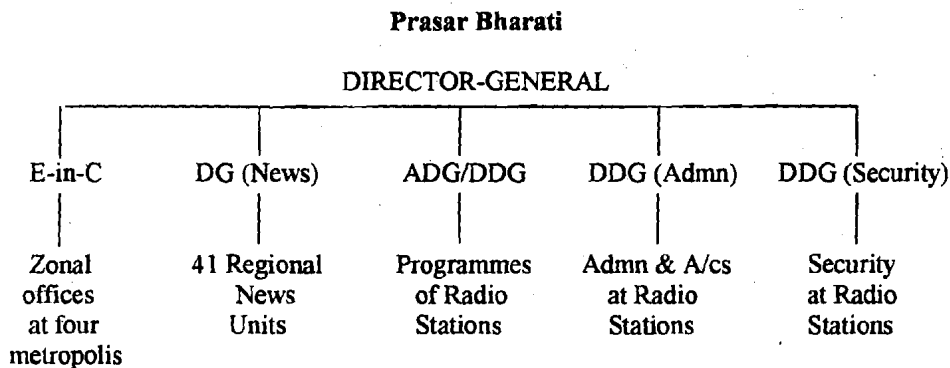 Prasar Bharati
DIRECTOR-GENERAL
E-in-C
DG (News)
ADG/DDG
DDG (Admn)
DDG (Security)
Zonal
offices
at four
metropolis
41 Regional
News
Units
Programmes
of Radio
Stations
Admn & A/cs
at Radio
Stations
Security
at Radio
Stations